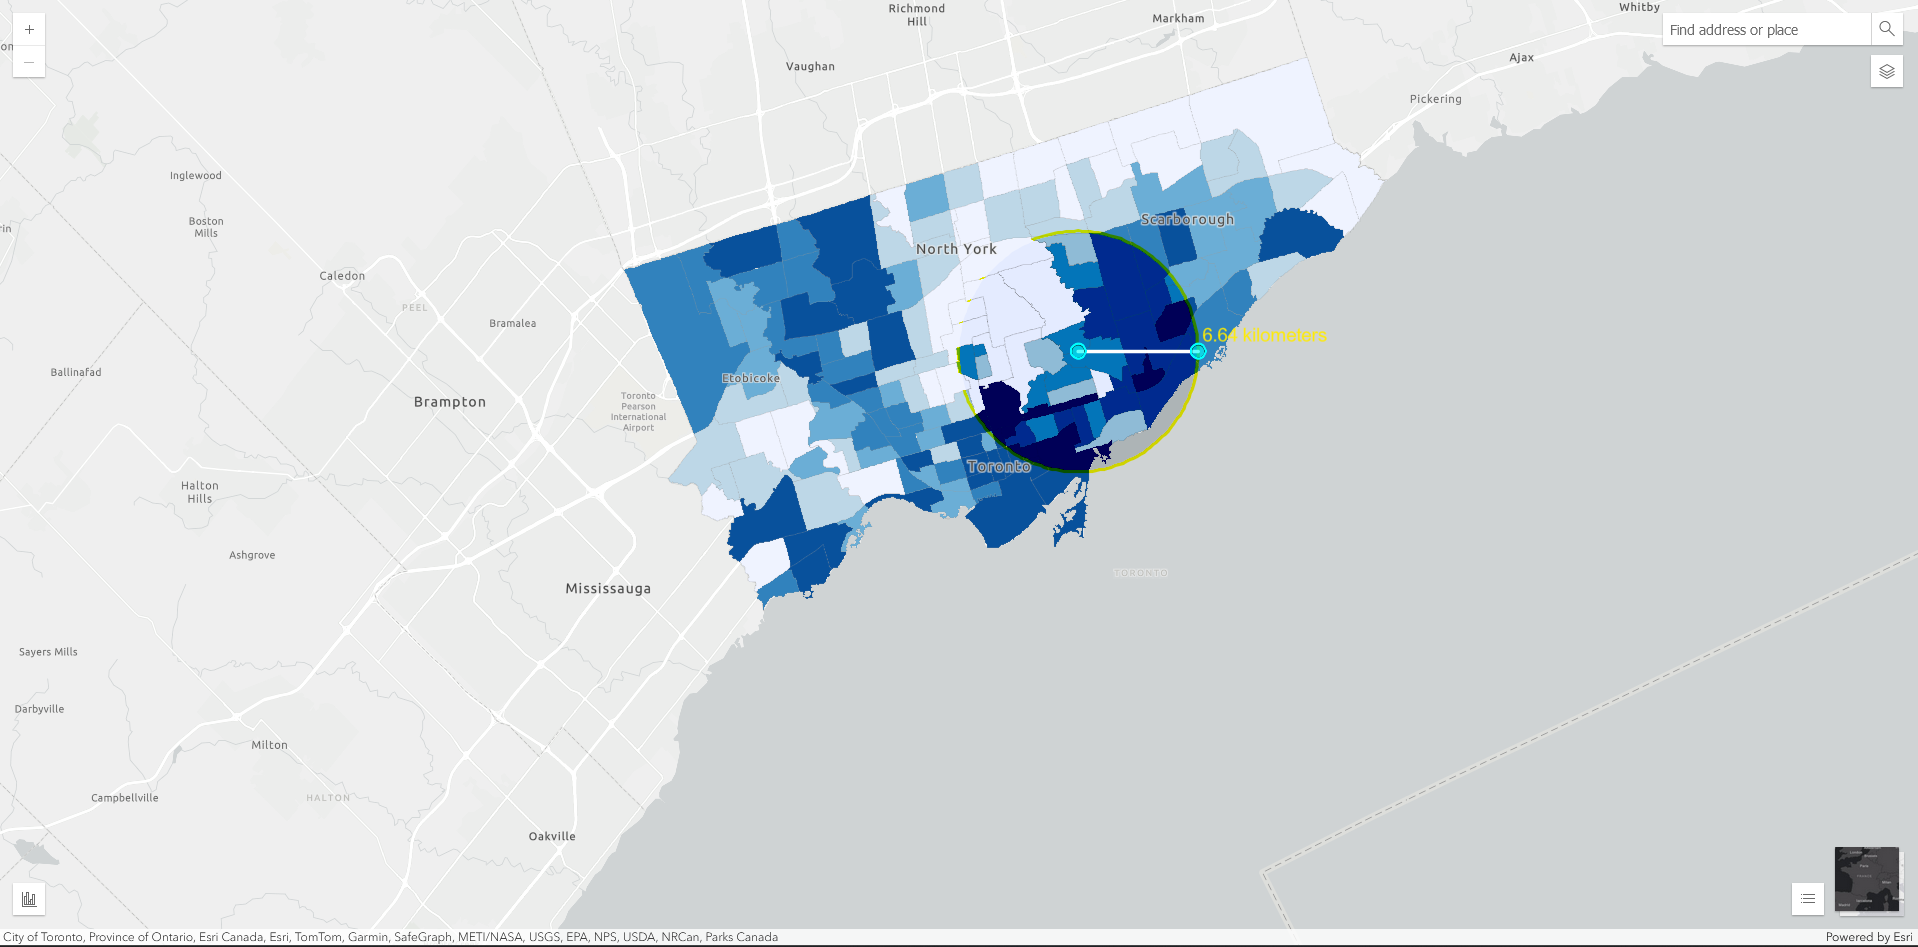 Richmond
Hill
Markham
Whitby
Find address or place
Vaughan
Ajax
Pickering
Inglewood
Boston
Mills
Scarborough
North York
Caledon
PEEL
Bramalea
6.64 kilometers
Ballinafad
Etobicoke
Brampton
Toronto
Pearson
International
Airport
Toronto
Halton
Hills
Ashgrove
TORONTO
Mississauga
Sayers Mills
Darbyville
Milton
Campbellville
HALTON
Oakville
City of Toronto, Province of Ontario, Esri Canada, Esri, TomTom, Garmin, SafeGraph, METI/NASA, USGS, EPA, NPS, USDA, NRCan, Parks Canada
Powered by Esri